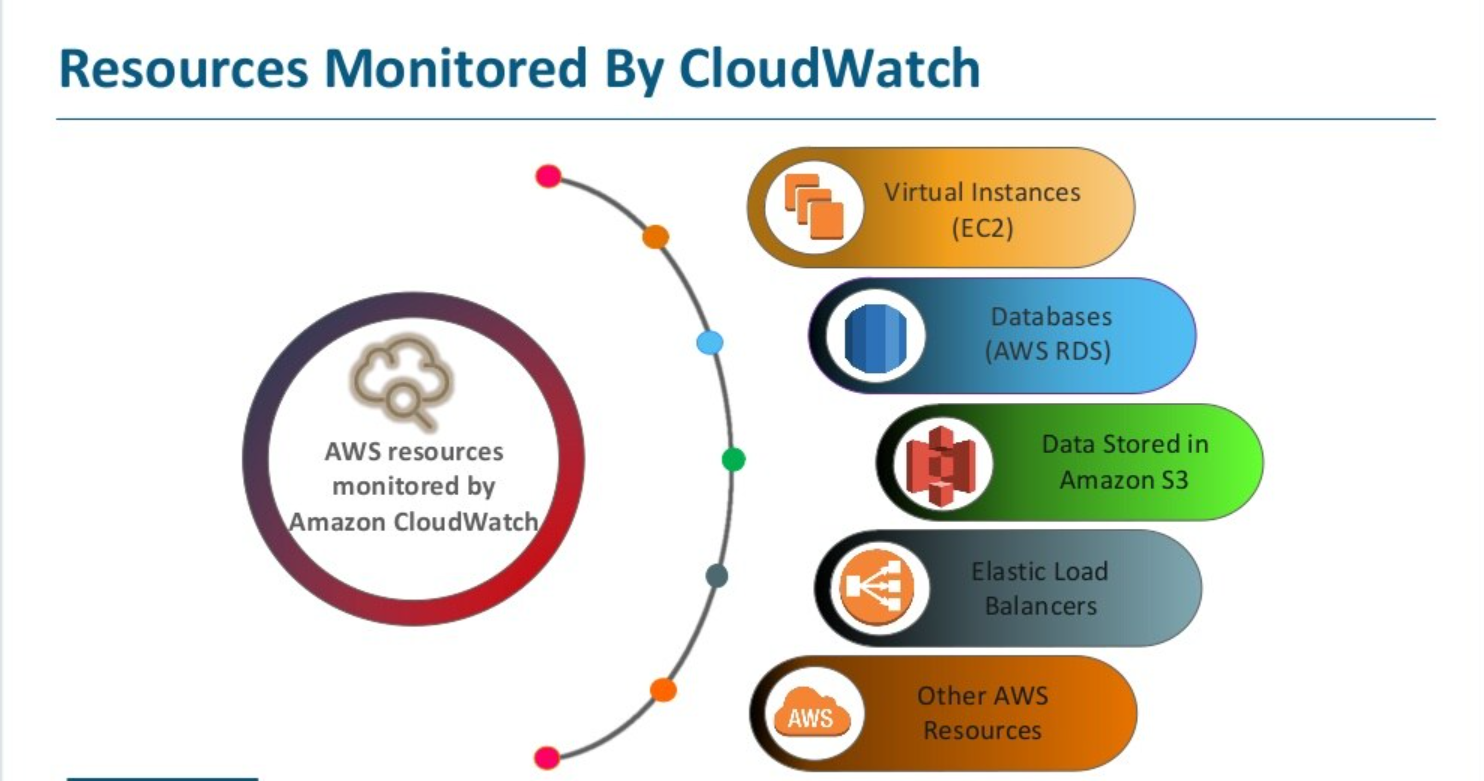 Resources Monitored By CloudWatch
AWS resources
monitored by
Amazon CloudWatch
Virtual Instances
(EC2)
Databases
(AWS RDS)
Data Stored in
Amazon S3
Elastic Load
Balancers
AWS
Other AWS
Resources